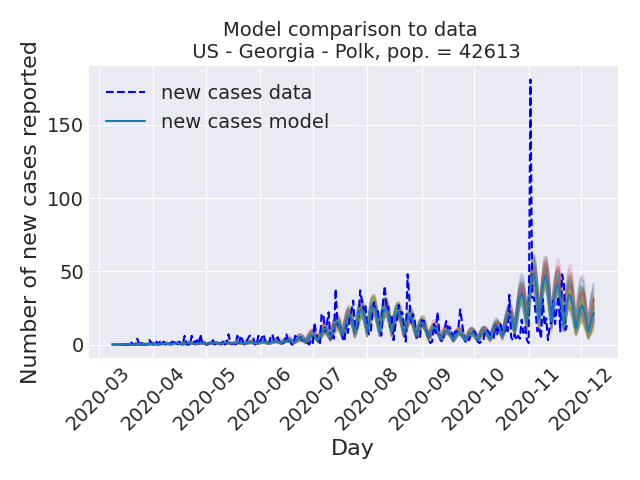 Model comparison to data
US - Georgia - Polk, pop. = 42613
Number of new cases reported
new cases data
new cases model
150
100
50
0
2020-03
2020-04
2020-05
2020-06
2020-07
2020-08
2020-09
2020-10
2020-11
2020-12
Day